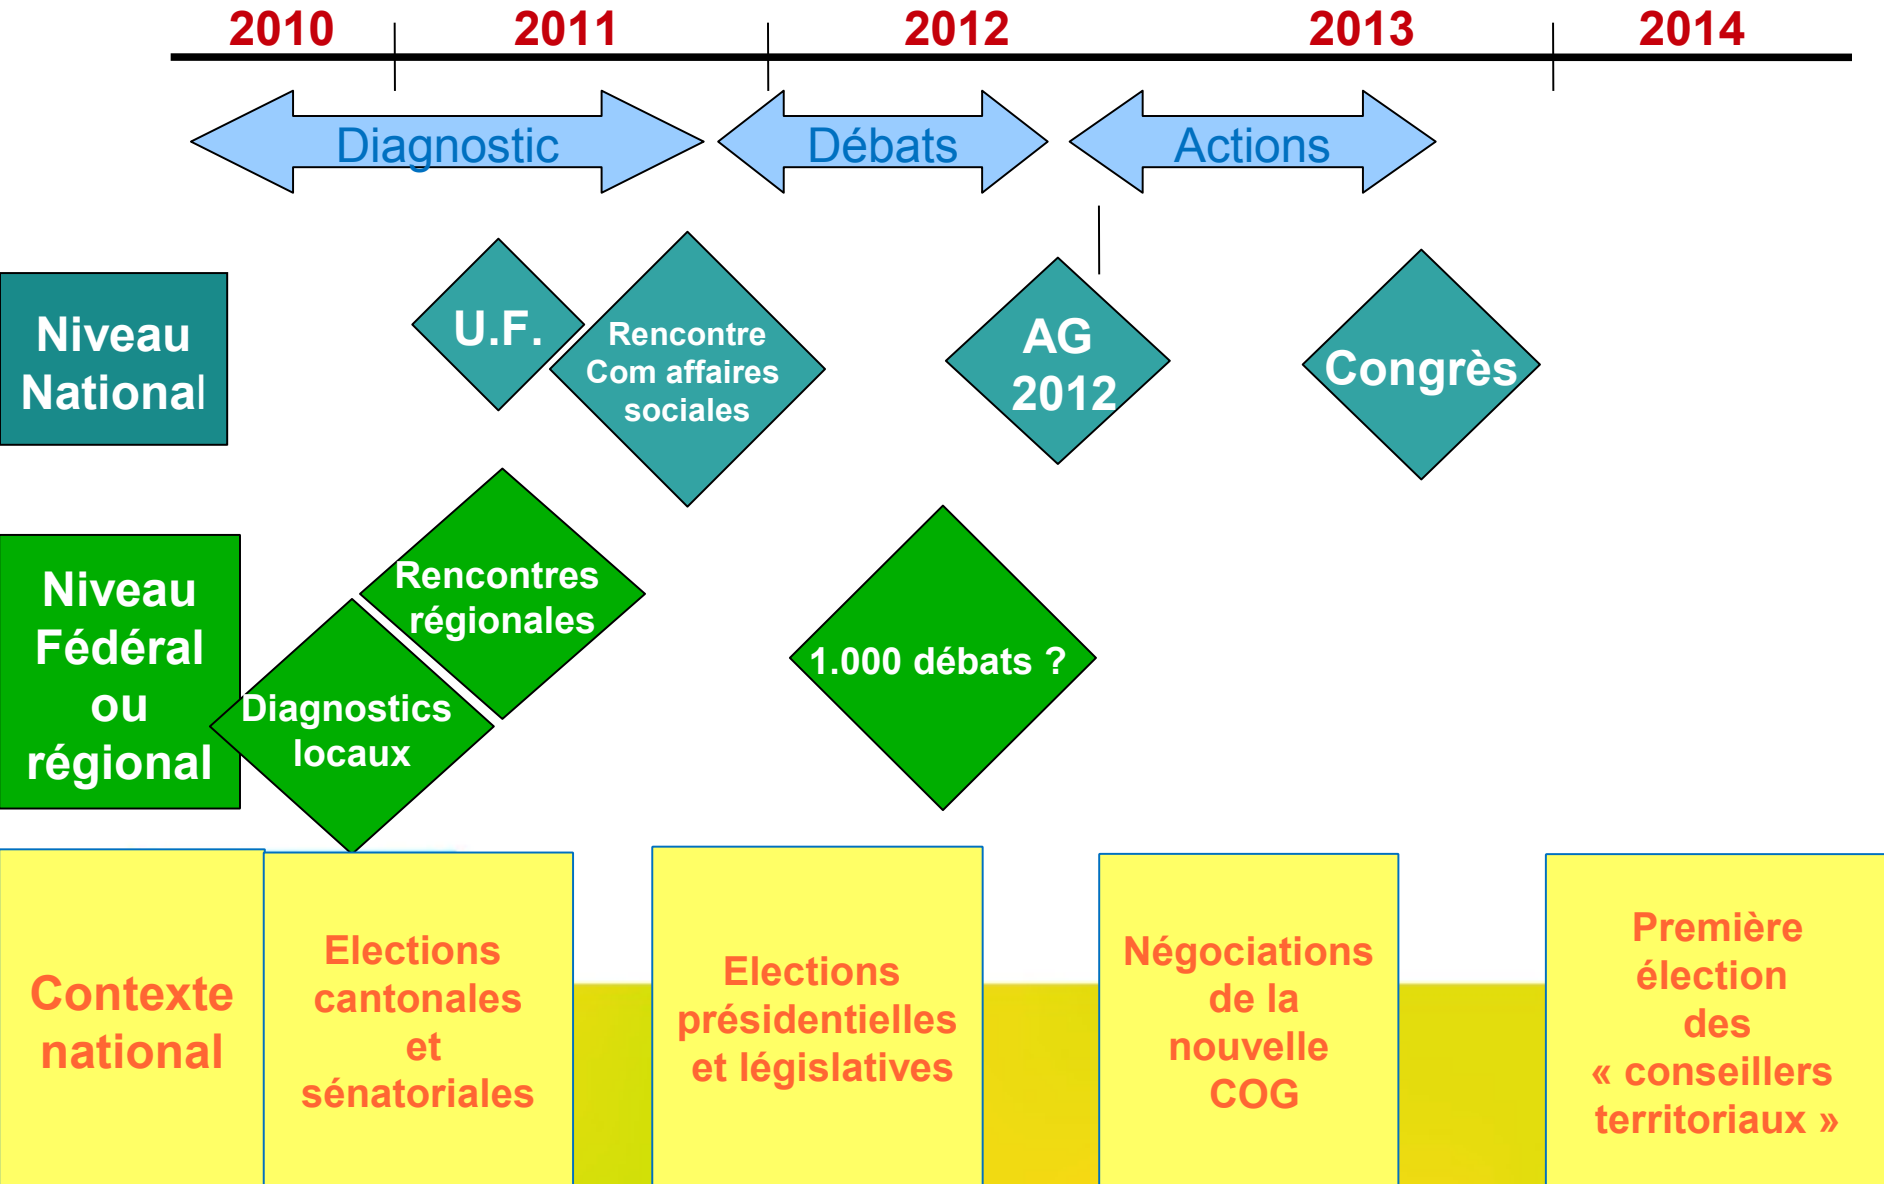 2010 2011 2012 2013 2014
Diagnostic Débats Actions
Niveau
National
U.F.
Rencontre
Com affaires
sociales
AG
2012
Congrès
Niveau
Fédéral
ou
régional
Rencontres
régionales
Diagnostics
locaux
1.000 débats ?
Contexte
national
Elections
cantonales
et
sénatoriales
Elections
présidentielles
et législatives
Négociations
de la
nouvelle
COG
Première
élection
des
« conseillers
territoriaux »